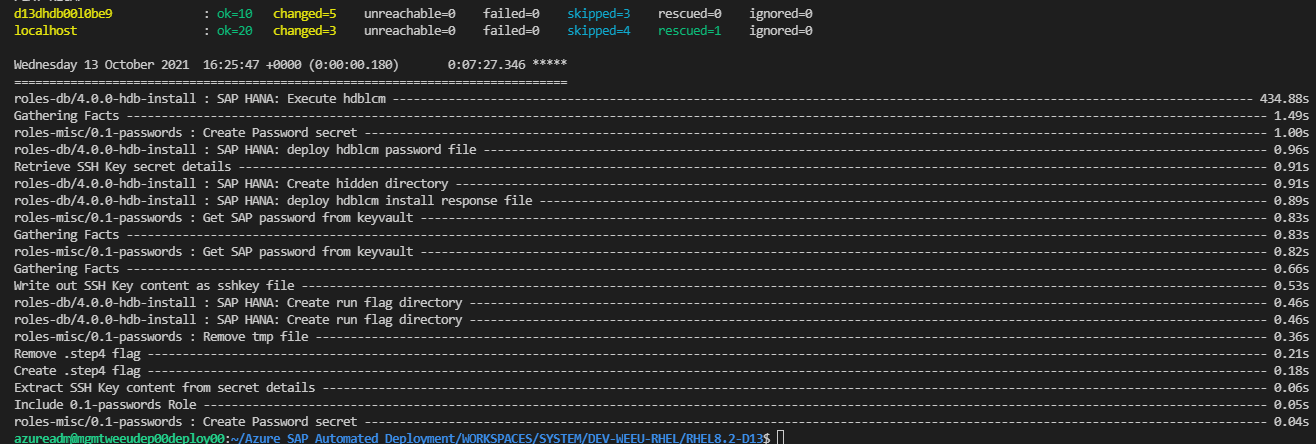 d13dhdb00l0be9 : ok=10 changed=5 unreachable=0 failed=0 skipped=3 rescued=0 ignored=0
localhost : ok=20 changed=3 unreachable=0 failed=0 skipped=4 rescued=1 ignored=0
Wednesday 13 October 2021 16:25:47 +0000 (0:00:00.180) 0:07:27.346 *****
===============================================================================
roles-db/4.0.0-hdb-install : SAP HANA: Execute hdblcm --- 434.88s
Gathering Facts --- 1.49s
roles-misc/0.1-passwords : Create Password secret --- 1.00s
roles-db/4.0.0-hdb-install : SAP HANA: deploy hdblcm password file --- 0.96s
Retrieve SSH Key secret details --- 0.91s
roles-db/4.0.0-hdb-install : SAP HANA: Create hidden directory --- 0.91s
roles-db/4.0.0-hdb-install : SAP HANA: deploy hdblcm install response file --- 0.89s
roles-misc/0.1-passwords : Get SAP password from keyvault --- 0.83s
Gathering Facts --- 0.83s
roles-misc/0.1-passwords : Get SAP password from keyvault --- 0.82s
Gathering Facts --- 0.66s
Write out SSH Key content as sshkey file --- 0.53s
roles-db/4.0.0-hdb-install : SAP HANA: Create run flag directory --- 0.46s
roles-db/4.0.0-hdb-install : SAP HANA: Create run flag directory --- 0.46s
roles-misc/0.1-passwords : Remove tmp file --- 0.36s
Remove .step4 flag --- 0.21s
Create .step4 flag --- 0.18s
Extract SSH Key content from secret details --- 0.06s
Include 0.1-passwords Role --- 0.05s
roles-misc/0.1-passwords : Create Password secret --- 0.04s
azureadm@mgmtweeudep00deploy00:~/Azure_SAP_Automated_Deployment/WORKSPACES/SYSTEM/DEV-WEEU-RHEL/RHEL8.2-D13$